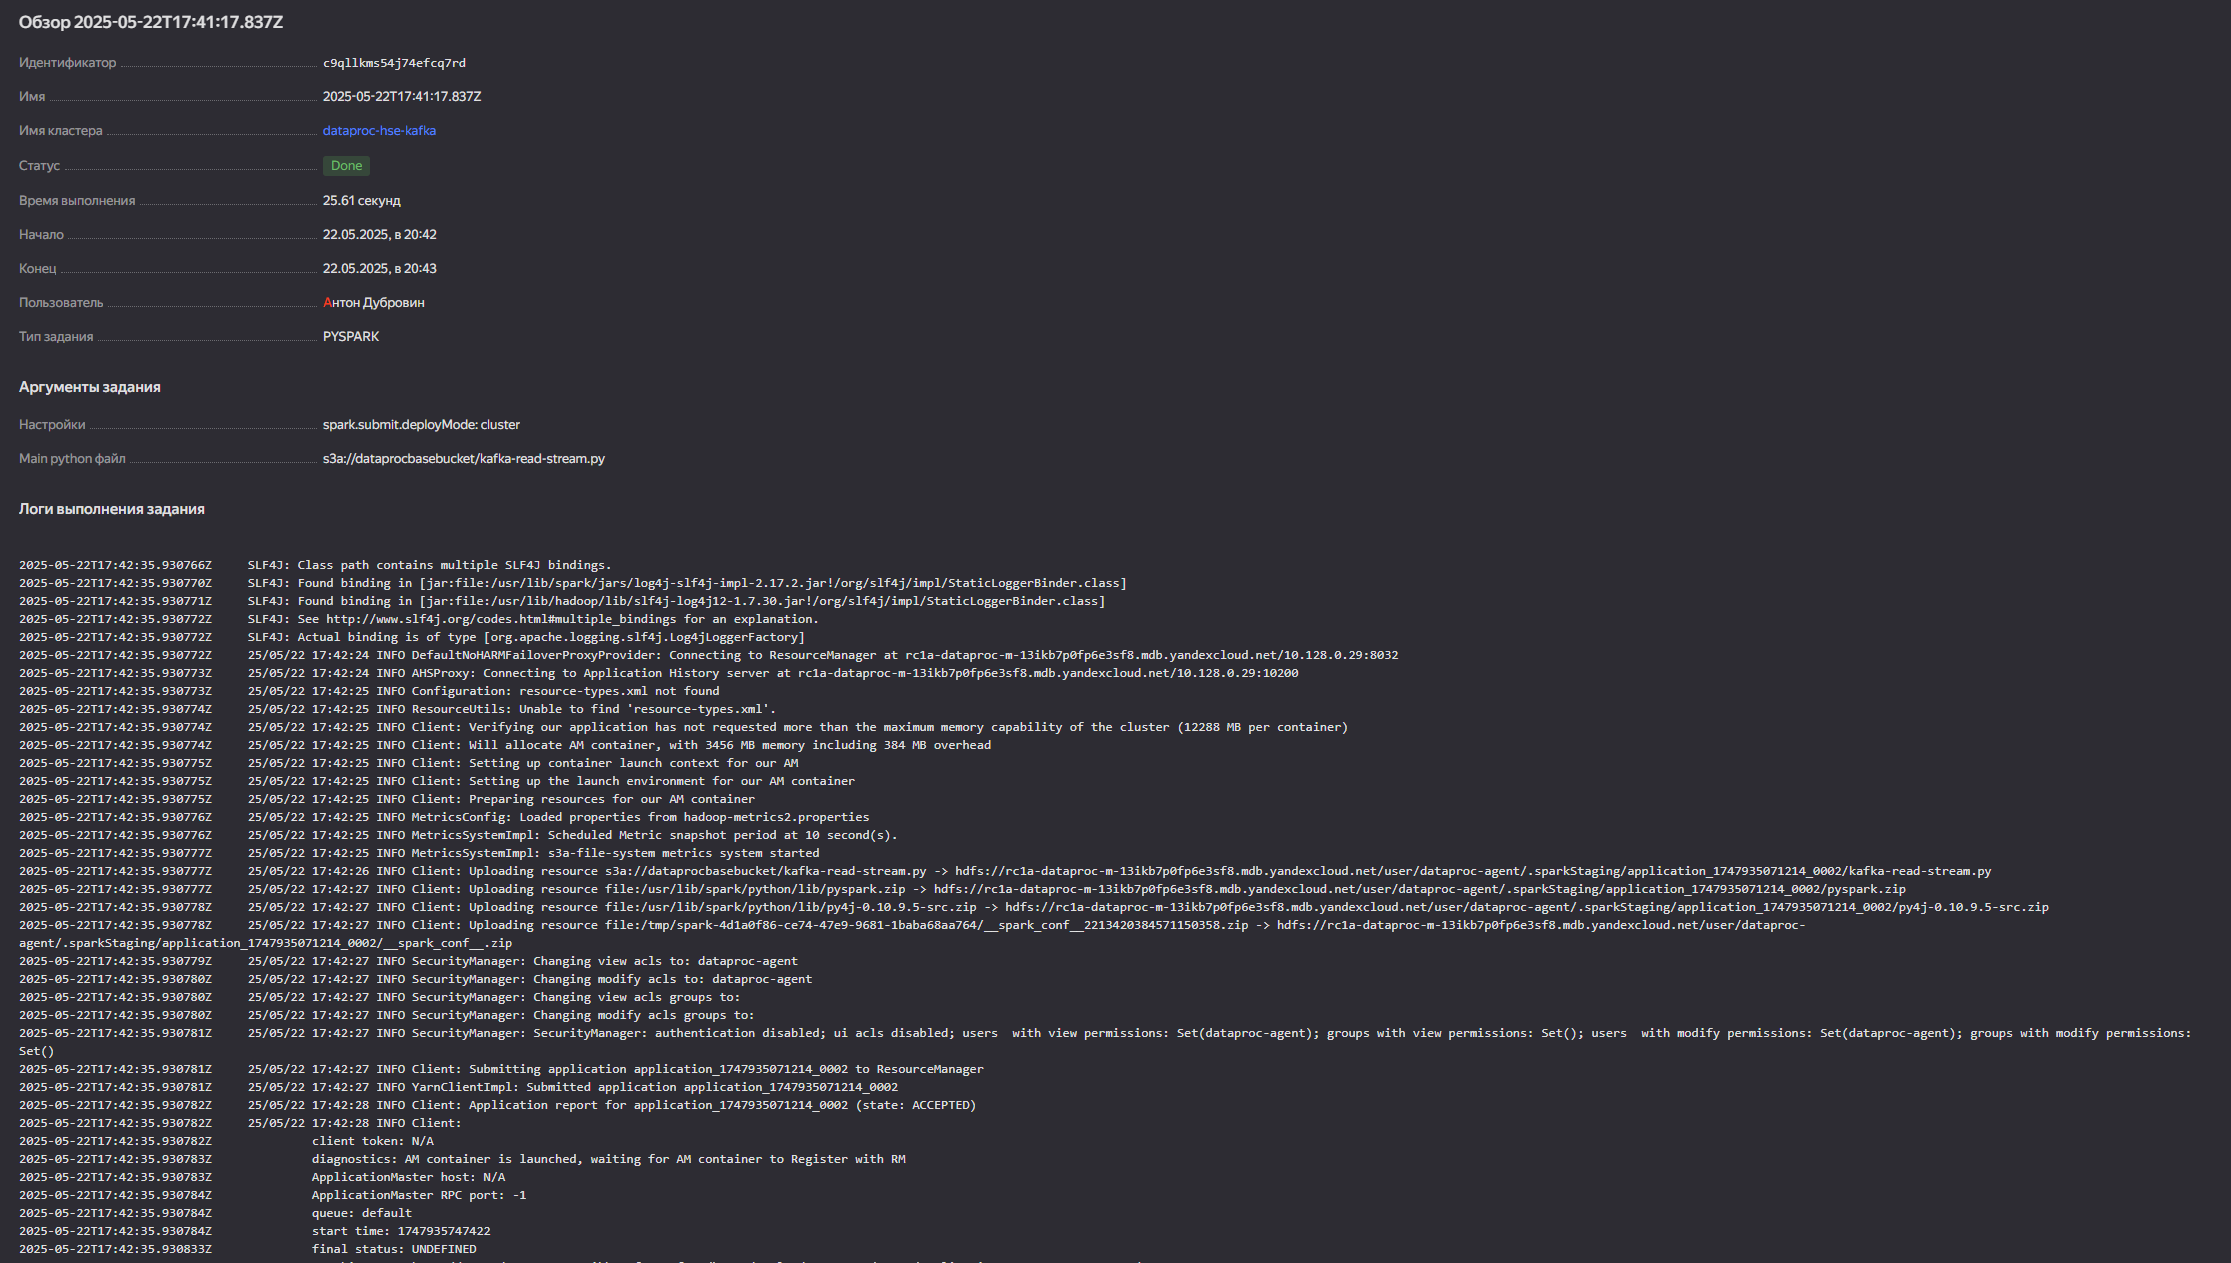 Обзор 2025-05-22T17:41:17.837Z
Идентификатор c9qllkms54j74efcq7rd
Имя 2025-05-22T17:41:17.837Z
Имя кластера dataproc-hse-kafka
Статус Done
Время выполнения 25.61 секунд
Начало 22.05.2025, в 20:42
Конец 22.05.2025, в 20:43
Пользователь Антон Дубровин
Тип задания PYSPARK
Аргументы задания
Настройки spark.submit.deployMode: cluster
Main python файл s3a://dataprocbasebucket/kafka-read-stream.py
Логи выполнения задания
2025-05-22T17:42:35.930766Z SLF4J: Class path contains multiple SLF4J bindings.
2025-05-22T17:42:35.930770Z SLF4J: Found binding in [jar:file:/usr/lib/spark/jars/log4j-slf4j-impl-2.17.2.jar!/org/slf4j/impl/StaticLoggerBinder.class]
2025-05-22T17:42:35.930771Z SLF4J: Found binding in [jar:file:/usr/lib/hadoop/lib/slf4j-log4j12-1.7.30.jar!/org/slf4j/impl/StaticLoggerBinder.class]
2025-05-22T17:42:35.930772Z SLF4J: See http://www.slf4j.org/codes.html#multiple_bindings for an explanation.
2025-05-22T17:42:35.930772Z SLF4J: Actual binding is of type [org.apache.logging.slf4j.Log4jLoggerFactory]
2025-05-22T17:42:35.930772Z 25/05/22 17:42:24 INFO DefaultNoHARMFailoverProxyProvider: Connecting to ResourceManager at rc1a-dataproc-m-13ikb7p0fp6e3sf8.mdb.yandexcloud.net/10.128.0.29:8032
2025-05-22T17:42:35.930773Z 25/05/22 17:42:24 INFO AHSProxy: Connecting to Application History server at rc1a-dataproc-m-13ikb7p0fp6e3sf8.mdb.yandexcloud.net/10.128.0.29:10200
2025-05-22T17:42:35.930773Z 25/05/22 17:42:25 INFO Configuration: resource-types.xml not found
2025-05-22T17:42:35.930774Z 25/05/22 17:42:25 INFO ResourceUtils: Unable to find 'resource-types.xml'.
2025-05-22T17:42:35.930774Z 25/05/22 17:42:25 INFO Client: Verifying our application has not requested more than the maximum memory capability of the cluster (12288 MB per container)
2025-05-22T17:42:35.930774Z 25/05/22 17:42:25 INFO Client: Will allocate AM container, with 3456 MB memory including 384 MB overhead
2025-05-22T17:42:35.930775Z 25/05/22 17:42:25 INFO Client: Setting up container launch context for our AM
2025-05-22T17:42:35.930775Z 25/05/22 17:42:25 INFO Client: Setting up the launch environment for our AM container
2025-05-22T17:42:35.930775Z 25/05/22 17:42:25 INFO Client: Preparing resources for our AM container
2025-05-22T17:42:35.930776Z 25/05/22 17:42:25 INFO MetricsConfig: Loaded properties from hadoop-metrics2.properties
2025-05-22T17:42:35.930776Z 25/05/22 17:42:25 INFO MetricsSystemImpl: Scheduled Metric snapshot period at 10 second(s).
2025-05-22T17:42:35.930777Z 25/05/22 17:42:25 INFO MetricsSystemImpl: s3a-file-system metrics system started
2025-05-22T17:42:35.930777Z 25/05/22 17:42:26 INFO Client: Uploading resource s3a://dataprocbasebucket/kafka-read-stream.py -> hdfs://rc1a-dataproc-m-13ikb7p0fp6e3sf8.mdb.yandexcloud.net/user/dataproc-agent/.sparkStaging/application_1747935071214_0002/kafka-read-stream.py
2025-05-22T17:42:35.930777Z 25/05/22 17:42:27 INFO Client: Uploading resource file:/usr/lib/spark/python/lib/pyspark.zip -> hdfs://rc1a-dataproc-m-13ikb7p0fp6e3sf8.mdb.yandexcloud.net/user/dataproc-agent/.sparkStaging/application_1747935071214_0002/pyspark.zip
2025-05-22T17:42:35.930778Z 25/05/22 17:42:27 INFO Client: Uploading resource file:/usr/lib/spark/python/lib/py4j-0.10.9.5-src.zip -> hdfs://rc1a-dataproc-m-13ikb7p0fp6e3sf8.mdb.yandexcloud.net/user/dataproc-agent/.sparkStaging/application_1747935071214_0002/py4j-0.10.9.5-src.zip
2025-05-22T17:42:35.930778Z 25/05/22 17:42:27 INFO Client: Uploading resource file:/tmp/spark-4d1a0f86-ce74-47e9-9681-1baba68aa764/__spark_conf__2213420384571150358.zip -> hdfs://rc1a-dataproc-m-13ikb7p0fp6e3sf8.mdb.yandexcloud.net/user/dataproc-
agent/.sparkStaging/application_1747935071214_0002/__spark_conf__.zip
2025-05-22T17:42:35.930779Z 25/05/22 17:42:27 INFO SecurityManager: Changing view acls to: dataproc-agent
2025-05-22T17:42:35.930780Z 25/05/22 17:42:27 INFO SecurityManager: Changing modify acls to: dataproc-agent
2025-05-22T17:42:35.930780Z 25/05/22 17:42:27 INFO SecurityManager: Changing view acls groups to:
2025-05-22T17:42:35.930780Z 25/05/22 17:42:27 INFO SecurityManager: Changing modify acls groups to:
2025-05-22T17:42:35.930781Z 25/05/22 17:42:27 INFO SecurityManager: SecurityManager: authentication disabled; ui acls disabled; users  with view permissions: Set(dataproc-agent); groups with view permissions: Set(); users  with modify permissions: Set(dataproc-agent); groups with modify permissions:
Set()
2025-05-22T17:42:35.930781Z 25/05/22 17:42:27 INFO Client: Submitting application application_1747935071214_0002 to ResourceManager
2025-05-22T17:42:35.930781Z 25/05/22 17:42:27 INFO YarnClientImpl: Submitted application application_1747935071214_0002
2025-05-22T17:42:35.930782Z 25/05/22 17:42:28 INFO Client: Application report for application_1747935071214_0002 (state: ACCEPTED)
2025-05-22T17:42:35.930782Z 25/05/22 17:42:28 INFO Client:
2025-05-22T17:42:35.930782Z client token: N/A
2025-05-22T17:42:35.930783Z diagnostics: AM container is launched, waiting for AM container to Register with RM
2025-05-22T17:42:35.930783Z ApplicationMaster host: N/A
2025-05-22T17:42:35.930784Z ApplicationMaster RPC port: -1
2025-05-22T17:42:35.930784Z queue: default
2025-05-22T17:42:35.930784Z start time: 1747935747422
2025-05-22T17:42:35.930833Z final status: UNDEFINED